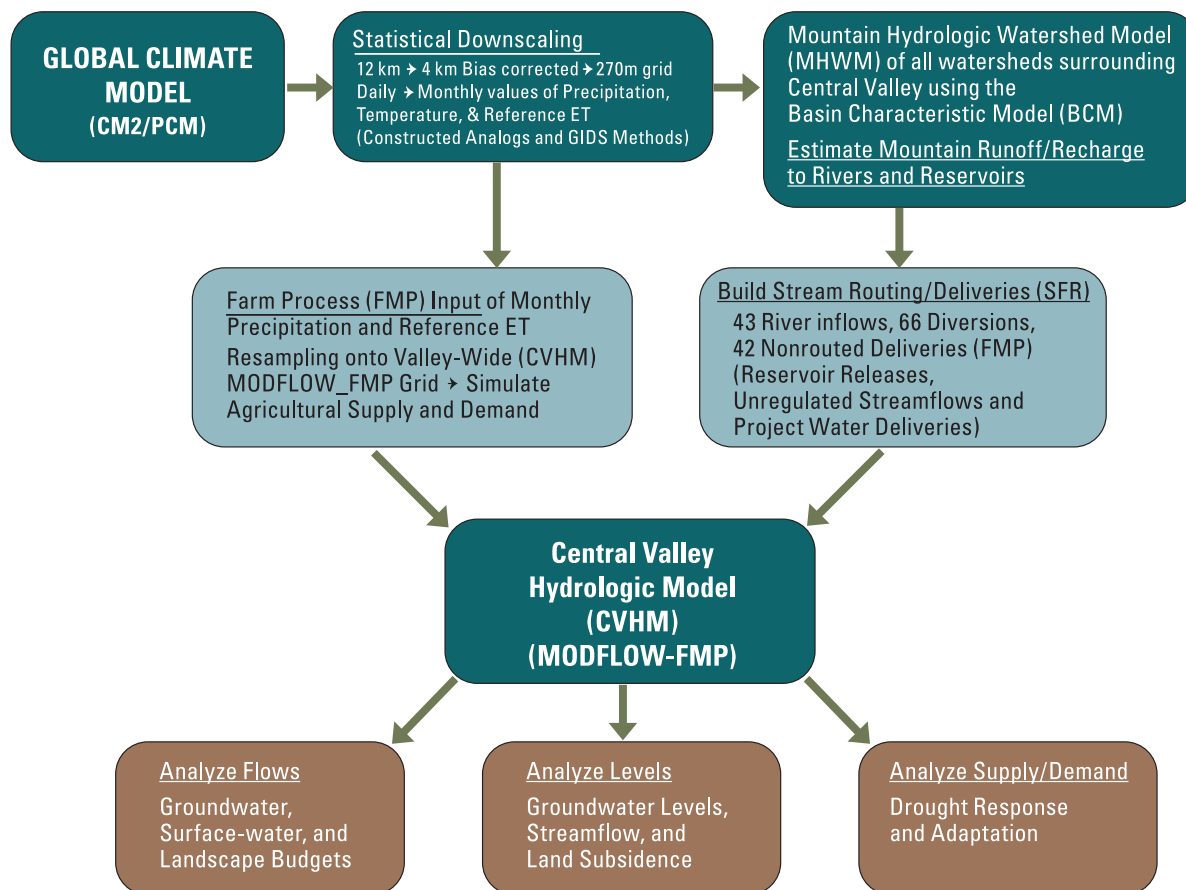 GLOBAL CLIMATE
MODEL
(CM2/PCM)
Statistical Downscaling
12 km → 4 km Bias corrected → 270m grid
Daily → Monthly values of Precipitation,
Temperature, & Reference ET
(Constructed Analogs and GIDS Methods)
Mountain Hydrologic Watershed Model
(MHWM) of all watersheds surrounding
Central Valley using the
Basin Characteristic Model (BCM)
Estimate Mountain Runoff/Recharge
to Rivers and Reservoirs
Farm Process (FMP) Input of Monthly
Precipitation and Reference ET
Resampling onto Valley-Wide (CVHM)
MODFLOW_FMP Grid → Simulate
Agricultural Supply and Demand
Build Stream Routing/Deliveries (SFR)
43 River inflows, 66 Diversions,
42 Nonrouted Deliveries (FMP)
(Reservoir Releases,
Unregulated Streamflows and
Project Water Deliveries)
Central Valley
Hydrologic Model
(CVHM)
(MODFLOW-FMP)
Analyze Flows
Groundwater,
Surface-water, and
Landscape Budgets
Analyze Levels
Groundwater Levels,
Streamflow, and
Land Subsidence
Analyze Supply/Demand
Drought Response
and Adaptation